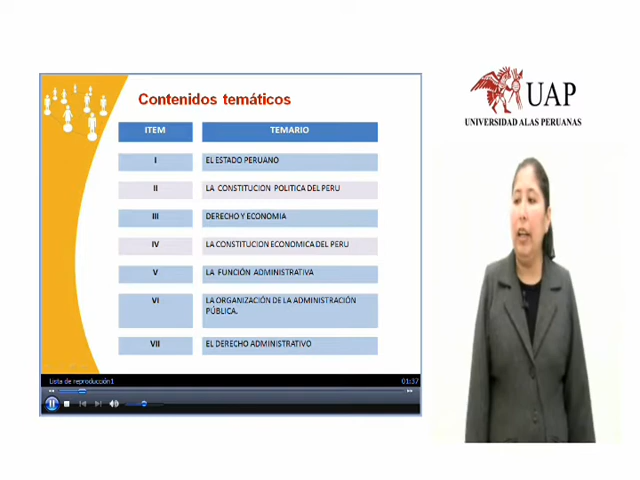 Contenidos temáticos
ITEM TEMARIO
I EL ESTADO PERUANO
II LA CONSTITUCION POLITICA DEL PERU
III DERECHO Y ECONOMIA
IV LA CONSTITUCION ECONOMICA DEL PERU
V LA FUNCIÓN ADMINISTRATIVA
VI LA ORGANIZACIÓN DE LA ADMINISTRACIÓN
PÚBLICA.
VII EL DERECHO ADMINISTRATIVO
Lista de reproducción1 01:37
UAP
UNIVERSIDAD ALAS PERUANAS